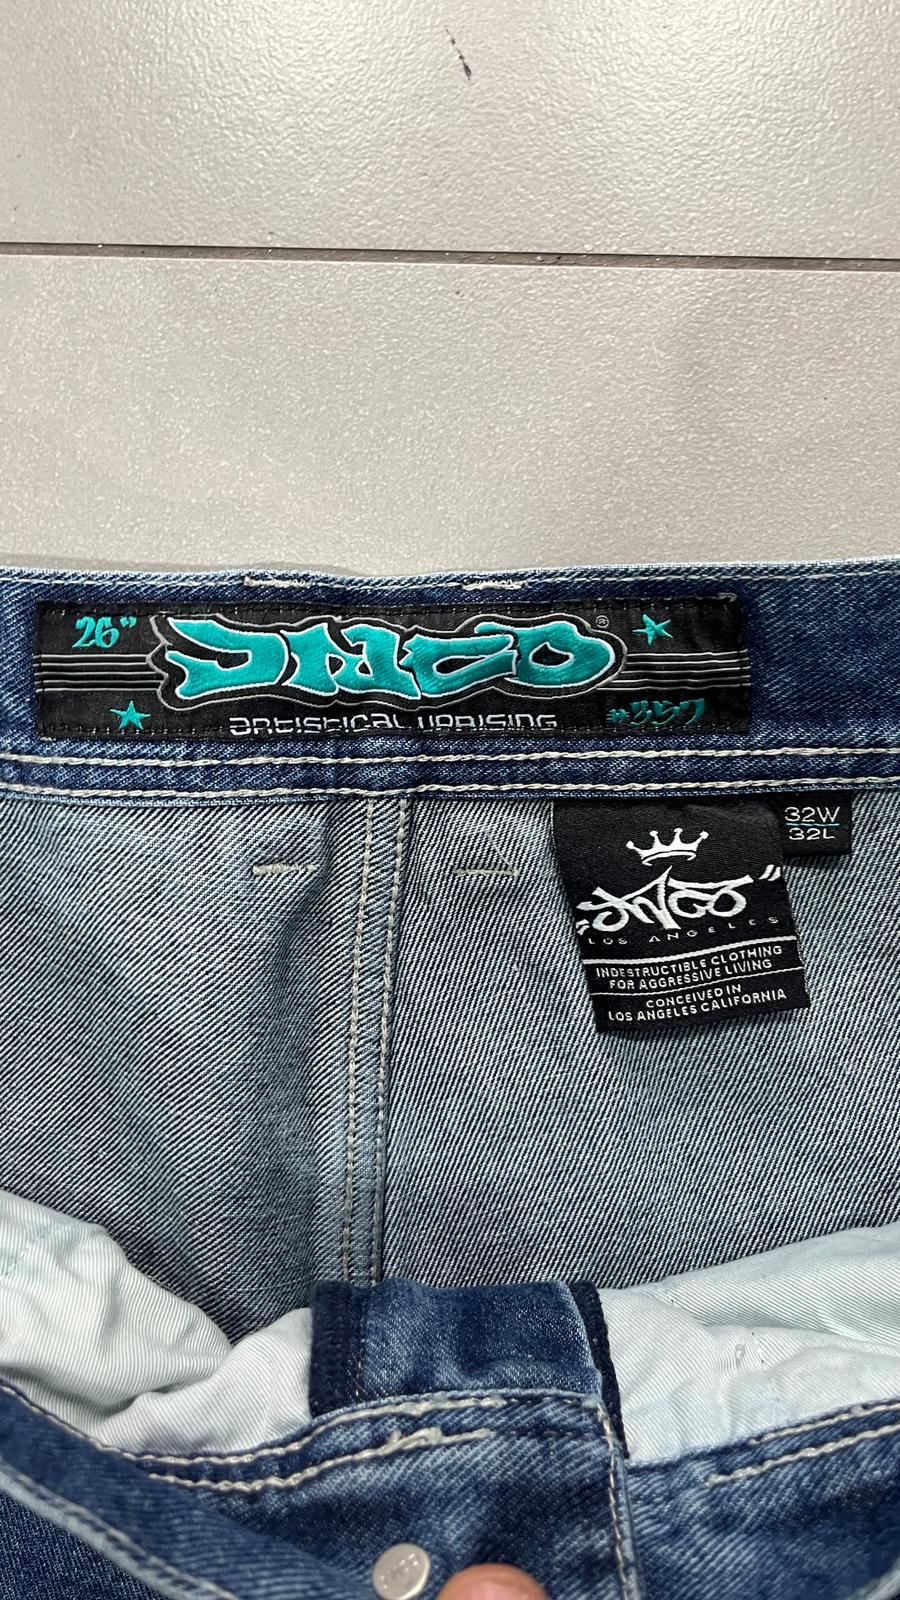 26"
JNCO®
ARTISTICAL UPRISING
#357
32W
32L
JNCO
LOS ANGELES
INDESTRUCTIBLE CLOTHING
FOR AGGRESSIVE LIVING
CONCEIVED IN
LOS ANGELES CALIFORNIA